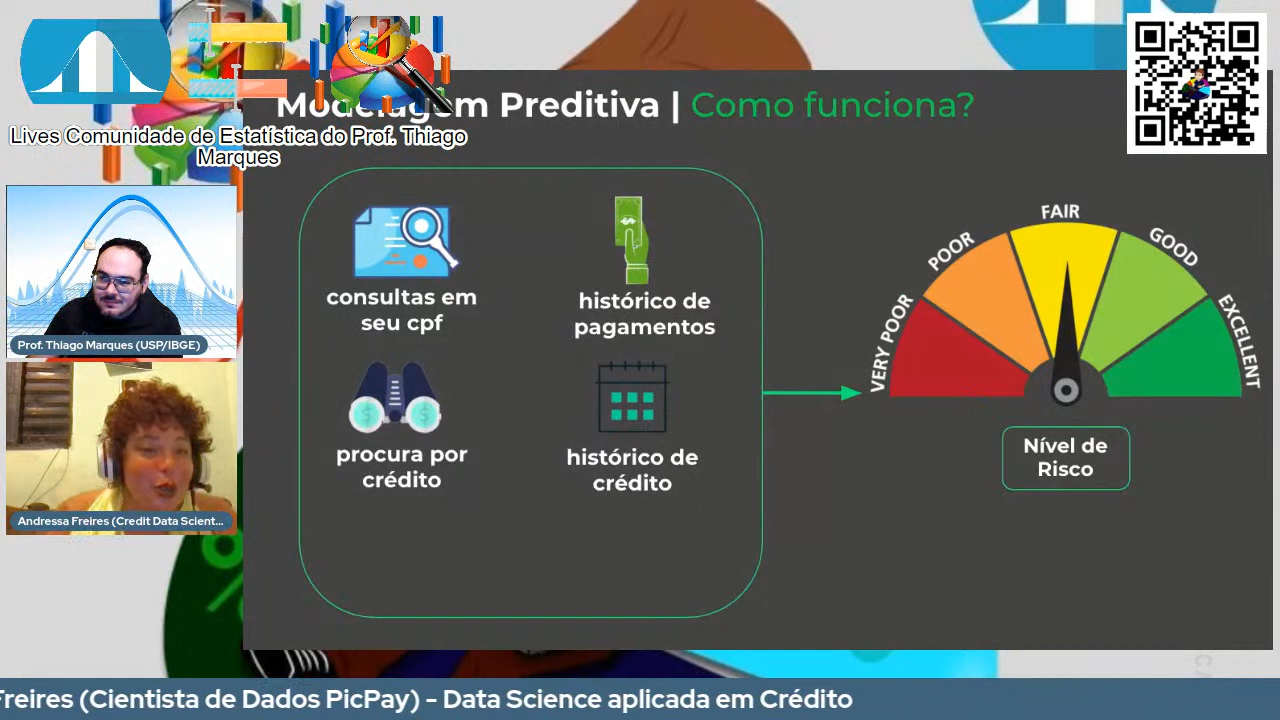 Lives Comunidade de Estatística do Prof. Thiago
Marques
Modelagem Preditiva | Como funciona?
consultas em
seu cpf
histórico de
pagamentos
procura por
crédito
histórico de
crédito
VERY POOR
POOR
FAIR
GOOD
EXCELLENT
Nível de
Risco
Prof. Thiago Marques (USP/IBGE)
Andressa Freires (Credit Data Scient...
Freires (Cientista de Dados PicPay) - Data Science aplicada em Crédito